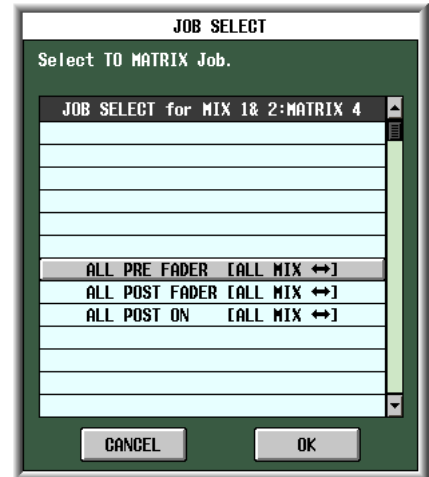 JOB SELECT
Select TO MATRIX Job.
JOB SELECT for MIX 1& 2:MATRIX 4
ALL PRE FADER [ALL MIX ↔]
ALL POST FADER [ALL MIX ↔]
ALL POST ON [ALL MIX ↔]
CANCEL OK